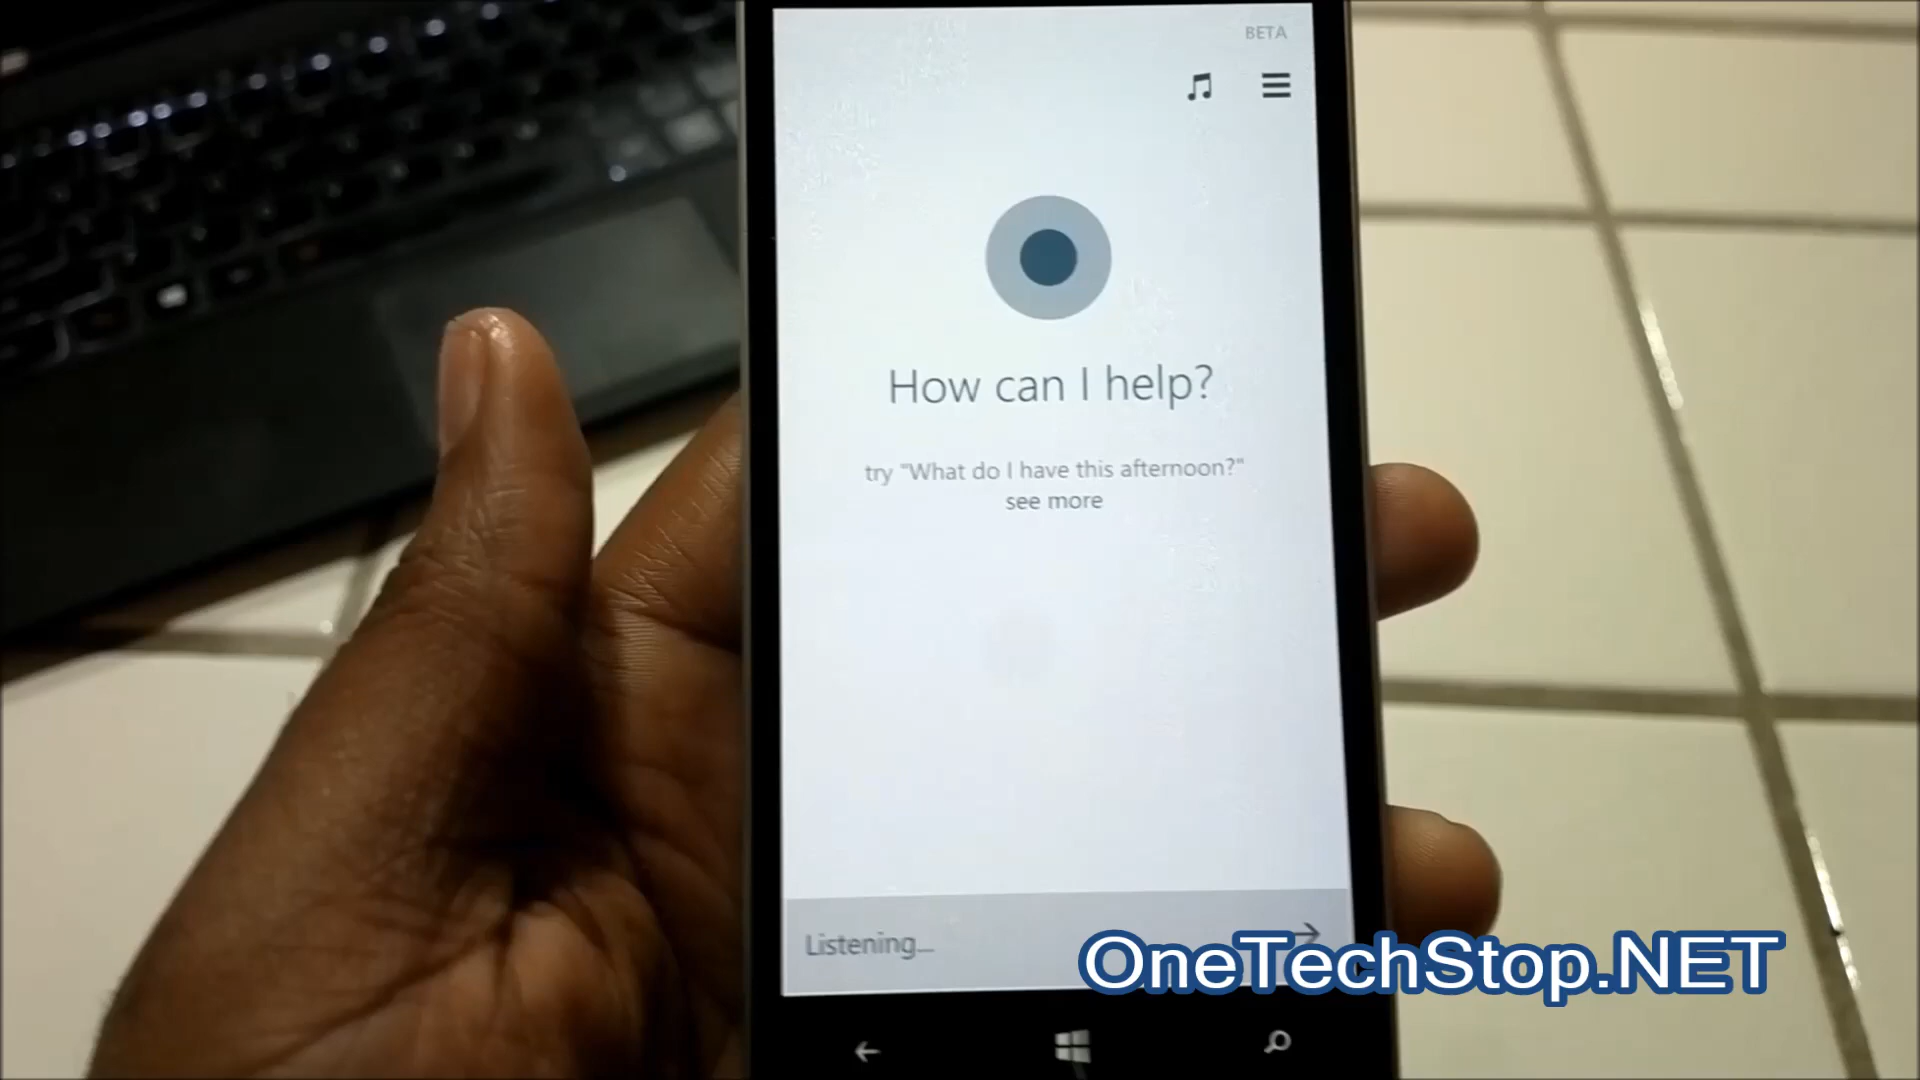 BETA
How can I help?
try "What do I have this afternoon?"
see more
Listening...
OneTechStop.NET